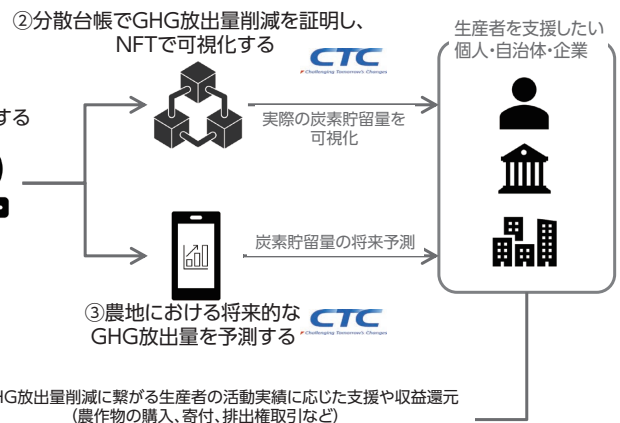 ②分散台帳でGHG放出量削減を証明し、
NFTで可視化する
CTC
Challenging Tomorrow's Changes
生産者を支援したい
個人・自治体・企業
する
実際の炭素貯留量を
可視化
炭素貯留量の将来予測
③農地における将来的な
GHG放出量を予測する
CTC
Challenging Tomorrow's Changes
HG放出量削減に繋がる生産者の活動実績に応じた支援や収益還元
(農作物の購入、寄付、排出権取引など)